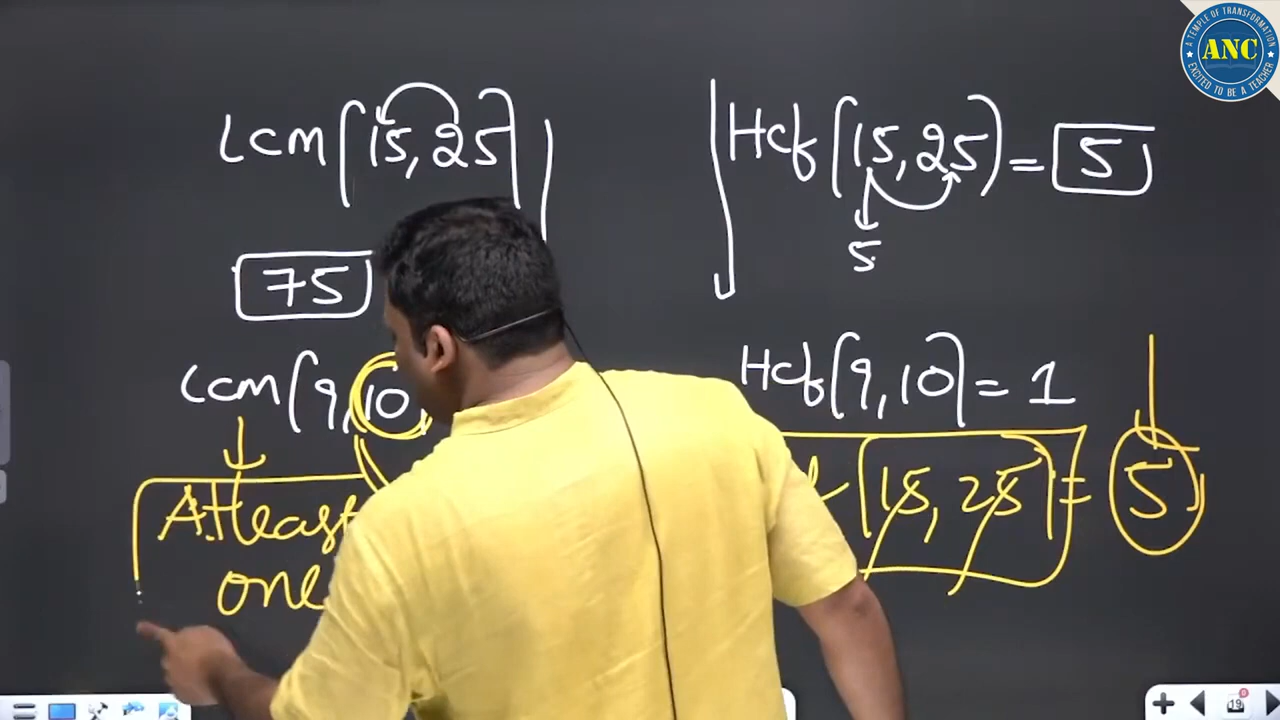 A TEMPLE OF TRANSFORMATION
ANC
EXCITED TO BE A TEACHER
Lcm(15,25)
Hcf(15,25) = 5
5
75
Lcm(9,10)
Hcf(9,10) = 1
Atleast
one
(15, 25) = 5
19